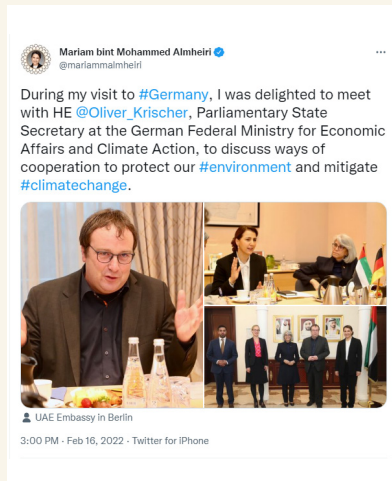 Mariam bint Mohammed Almheiri
@mariammalmheiri
During my visit to #Germany, I was delighted to meet
with HE @Oliver_Krischer, Parliamentary State
Secretary at the German Federal Ministry for Economic
Affairs and Climate Action, to discuss ways of
cooperation to protect our #environment and mitigate
#climatechange.
UAE Embassy in Berlin
3:00 PM · Feb 16, 2022 · Twitter for iPhone